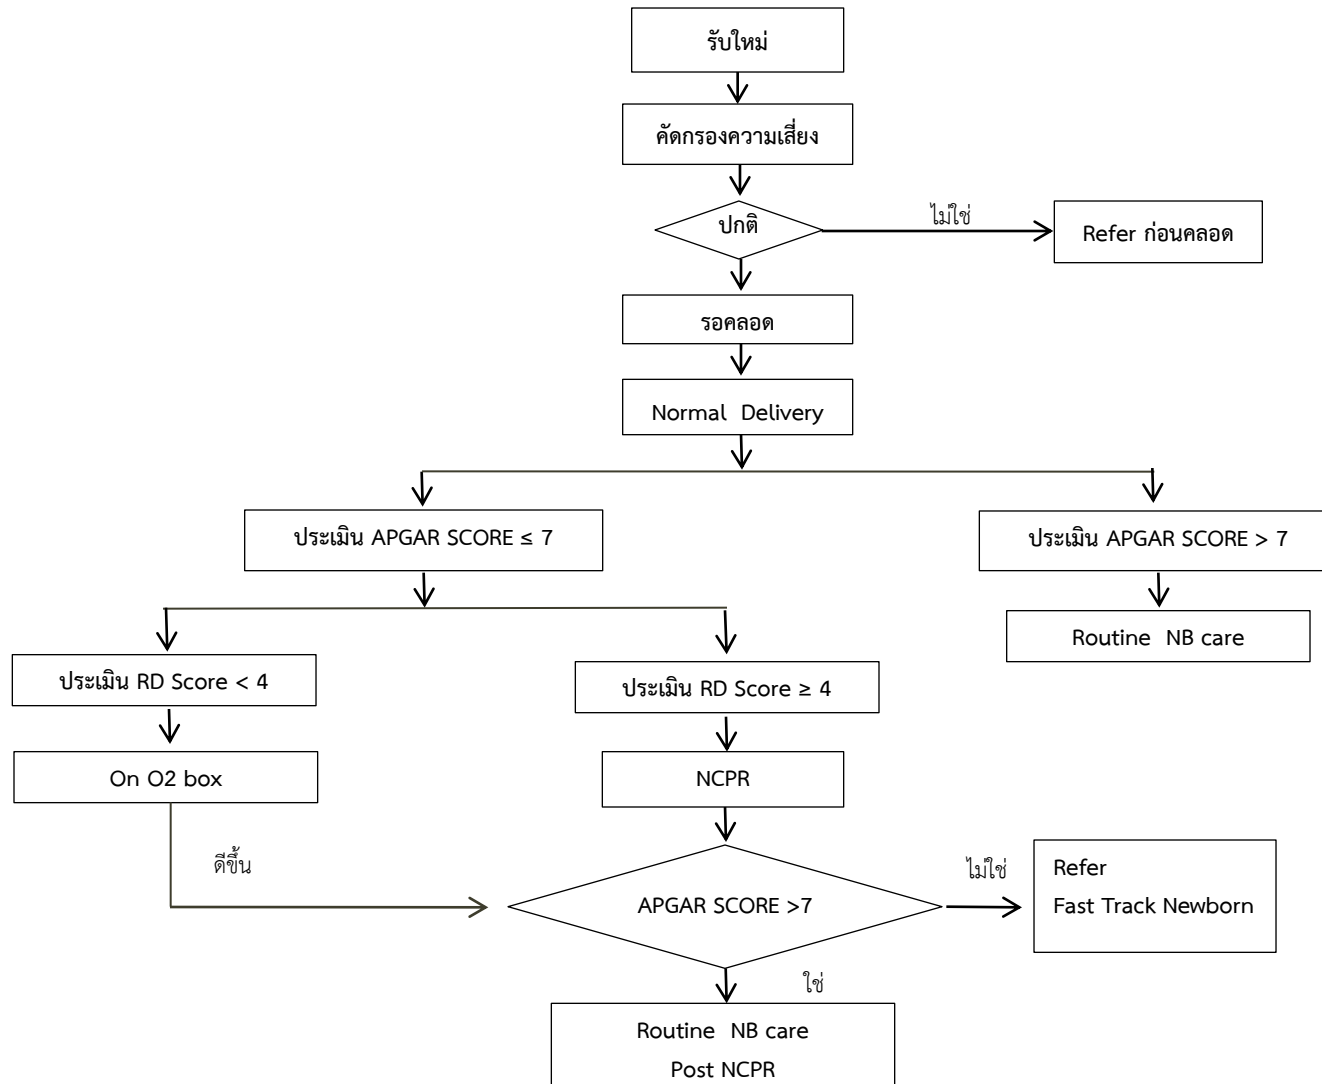 รับใหม่
คัดกรองความเสี่ยง
ปกติ
ไม่ใช่
Refer ก่อนคลอด
รอคลอด
Normal Delivery
ประเมิน APGAR SCORE ≤ 7
ประเมิน APGAR SCORE > 7
Routine NB care
ประเมิน RD Score < 4
ประเมิน RD Score ≥ 4
On O2 box
NCPR
ดีขึ้น
APGAR SCORE >7
ไม่ใช่
Refer
Fast Track Newborn
ใช่
Routine NB care
Post NCPR